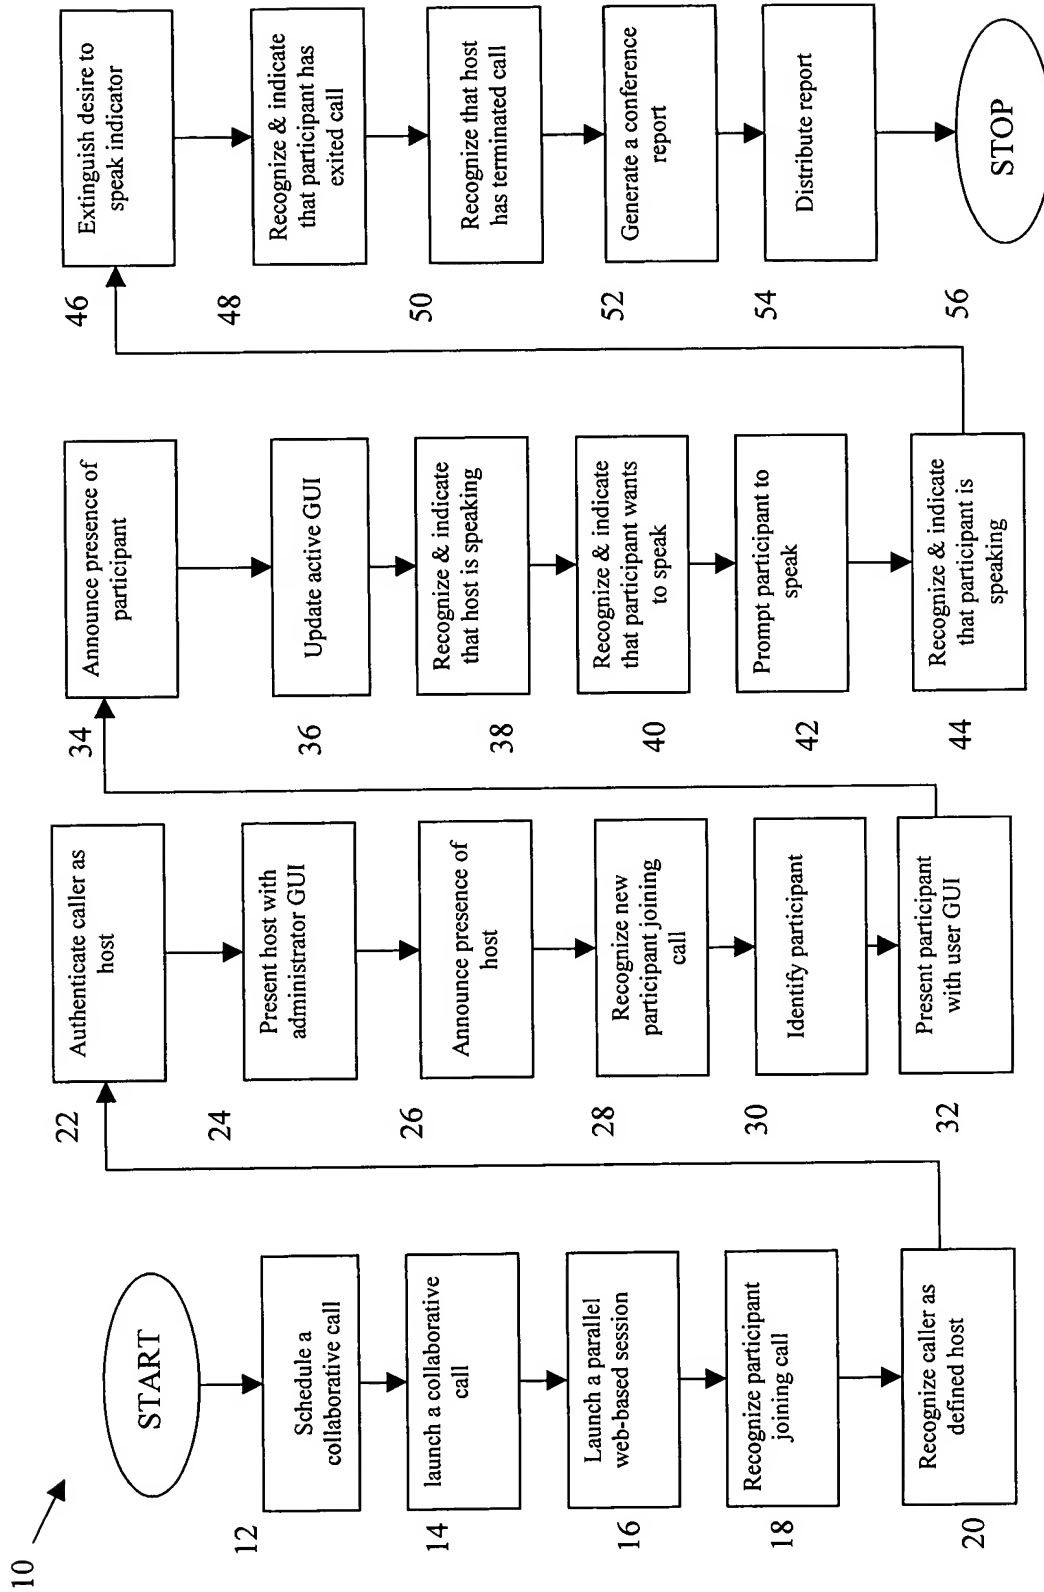 10
START
12
Schedule a
collaborative call
14
launch a collaborative
call
16
Launch a parallel
web-based session
18
Recognize participant
joining call
20
Recognize caller as
defined host
22
Authenticate caller as
host
24
Present host with
administrator GUI
26
Announce presence of
host
28
Recognize new
participant joining
call
30
Identify participant
32
Present participant
with user GUI
34
Announce presence of
participant
36
Update active GUI
38
Recognize & indicate
that host is speaking
40
Recognize & indicate
that participant wants
to speak
42
Prompt participant to
speak
44
Recognize & indicate
that participant is
speaking
46
Extinguish desire to
speak indicator
48
Recognize & indicate
that participant has
exited call
50
Recognize that host
has terminated call
52
Generate a conference
report
54
Distribute report
56
STOP